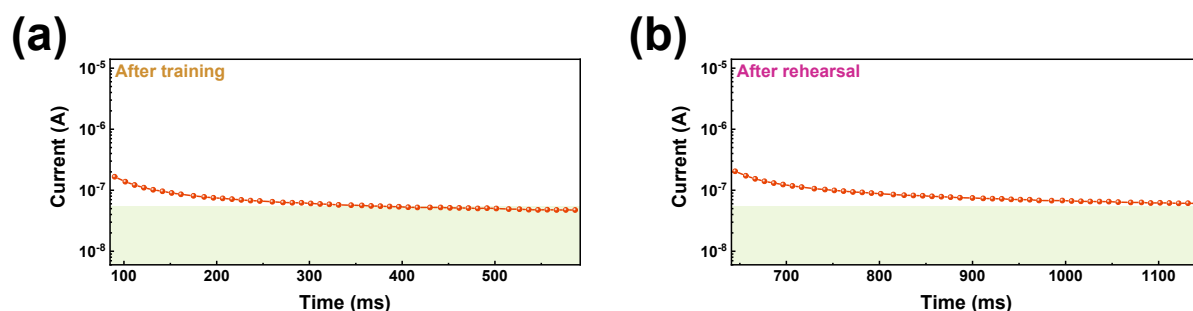 (a)
After training
Current (A)
10⁻⁵
10⁻⁶
10⁻⁷
10⁻⁸
100 200 300 400 500
Time (ms)
(b)
After rehearsal
Current (A)
10⁻⁵
10⁻⁶
10⁻⁷
10⁻⁸
700 800 900 1000 1100
Time (ms)